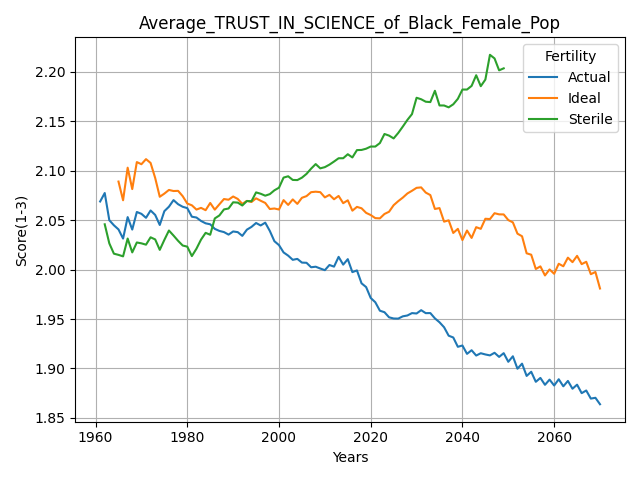 Average_TRUST_IN_SCIENCE_of_Black_Female_Pop
Fertility
Actual
Ideal
Sterile
Score(1-3)
2.20
2.15
2.10
2.05
2.00
1.95
1.90
1.85
1960 1980 2000 2020 2040 2060
Years